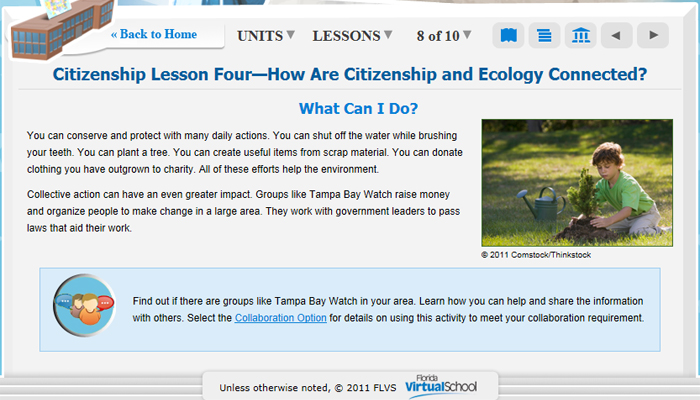 « Back to Home
UNITS
LESSONS
8 of 10
Citizenship Lesson Four—How Are Citizenship and Ecology Connected?
What Can I Do?
You can conserve and protect with many daily actions. You can shut off the water while brushing
your teeth. You can plant a tree. You can create useful items from scrap material. You can donate
clothing you have outgrown to charity. All of these efforts help the environment.
Collective action can have an even greater impact. Groups like Tampa Bay Watch raise money
and organize people to make change in a large area. They work with government leaders to pass
laws that aid their work.
© 2011 Comstock/Thinkstock
Find out if there are groups like Tampa Bay Watch in your area. Learn how you can help and share the information
with others. Select the Collaboration Option for details on using this activity to meet your collaboration requirement.
Unless otherwise noted, © 2011 FLVS
Florida
VirtualSchool